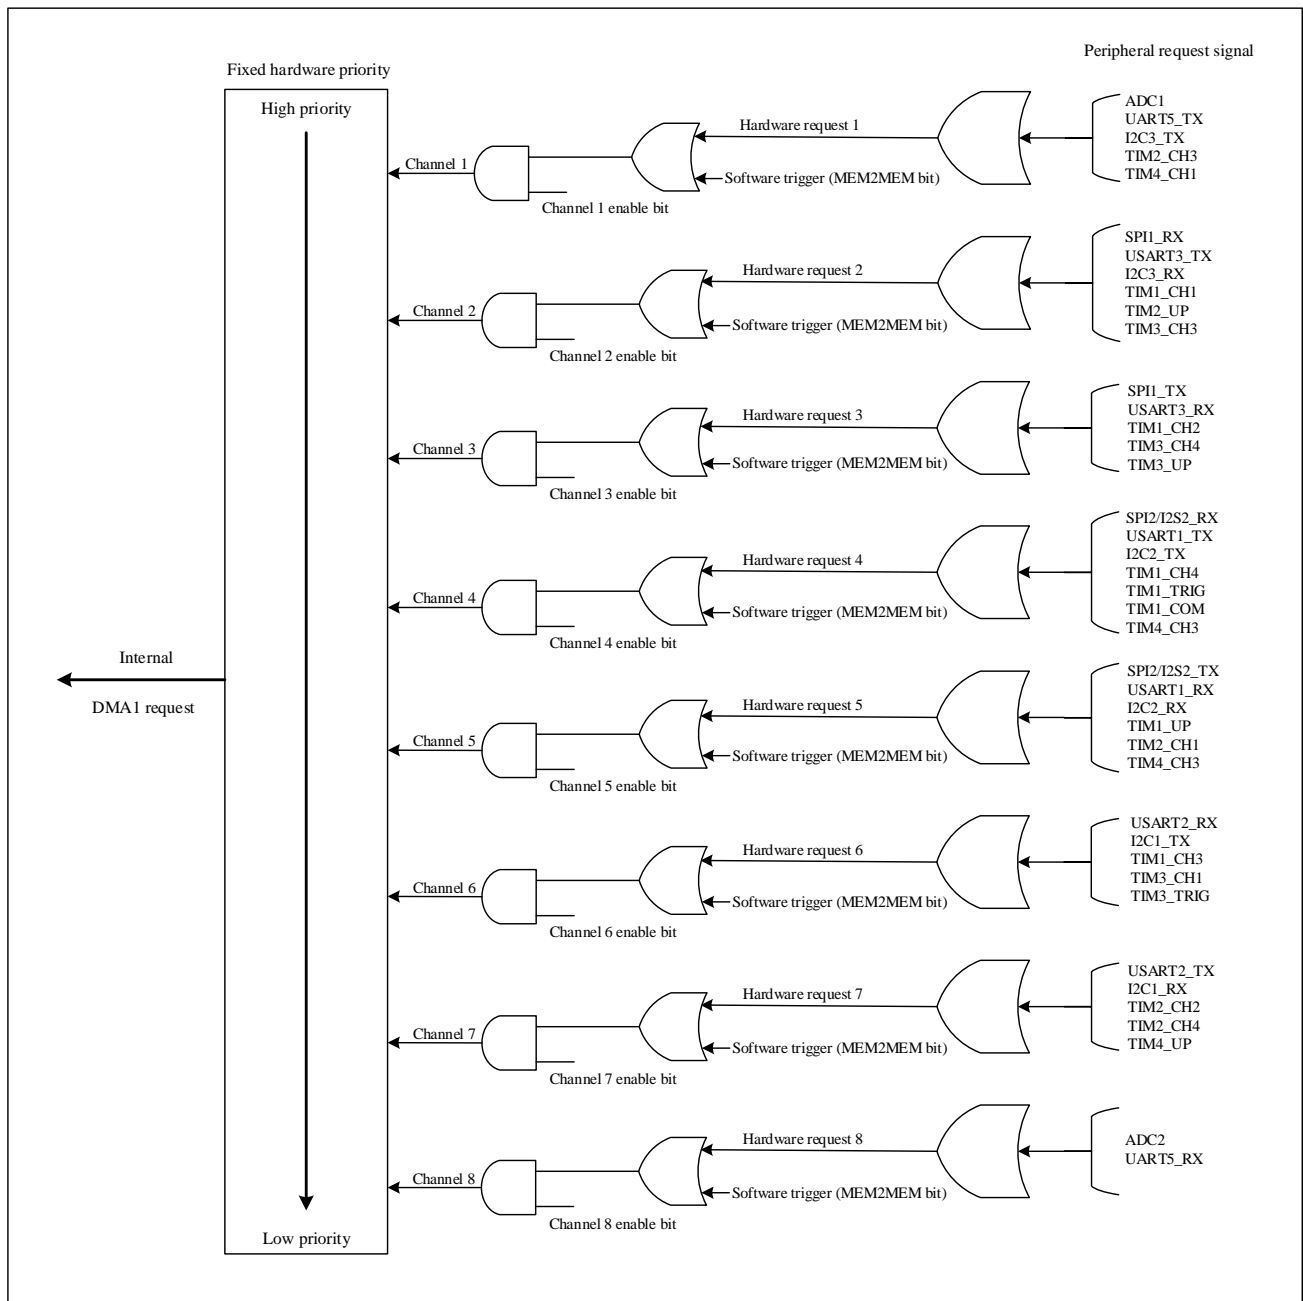 Peripheral request signal
Fixed hardware priority
High priority
ADC1
UART5_TX
I2C3_TX
TIM2_CH3
TIM4_CH1
Hardware request 1
Channel 1
Software trigger (MEM2MEM bit)
Channel 1 enable bit
SPI1_RX
USART3_TX
I2C3_RX
TIM1_CH1
TIM2_UP
TIM3_CH3
Hardware request 2
Channel 2
Software trigger (MEM2MEM bit)
Channel 2 enable bit
SPI1_TX
USART3_RX
TIM1_CH2
TIM3_CH4
TIM3_UP
Hardware request 3
Channel 3
Software trigger (MEM2MEM bit)
Channel 3 enable bit
SPI2/I2S2_RX
USART1_TX
I2C2_TX
TIM1_CH4
TIM1_TRIG
TIM1_COM
TIM4_CH3
Hardware request 4
Channel 4
Software trigger (MEM2MEM bit)
Channel 4 enable bit
Internal
DMA1 request
SPI2/I2S2_TX
USART1_RX
I2C2_RX
TIM1_UP
TIM2_CH1
TIM4_CH3
Hardware request 5
Channel 5
Software trigger (MEM2MEM bit)
Channel 5 enable bit
USART2_RX
I2C1_TX
TIM1_CH3
TIM3_CH1
TIM3_TRIG
Hardware request 6
Channel 6
Software trigger (MEM2MEM bit)
Channel 6 enable bit
USART2_TX
I2C1_RX
TIM2_CH2
TIM2_CH4
TIM4_UP
Hardware request 7
Channel 7
Software trigger (MEM2MEM bit)
Channel 7 enable bit
ADC2
UART5_RX
Hardware request 8
Channel 8
Software trigger (MEM2MEM bit)
Channel 8 enable bit
Low priority